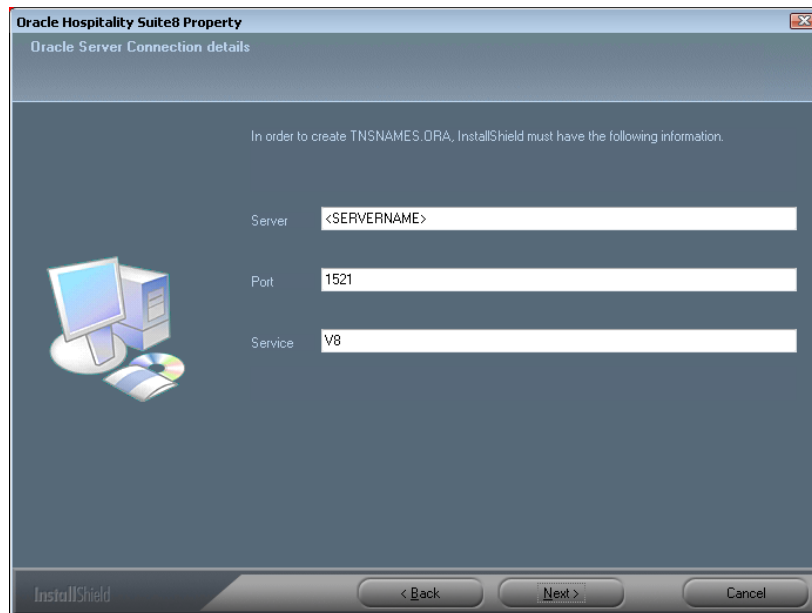 Oracle Hospitality Suite8 Property
Oracle Server Connection details
In order to create TNSNAMES.ORA, InstallShield must have the following information.
Server <SERVERNAME>
Port 1521
Service V8
InstallShield
< Back Next > Cancel